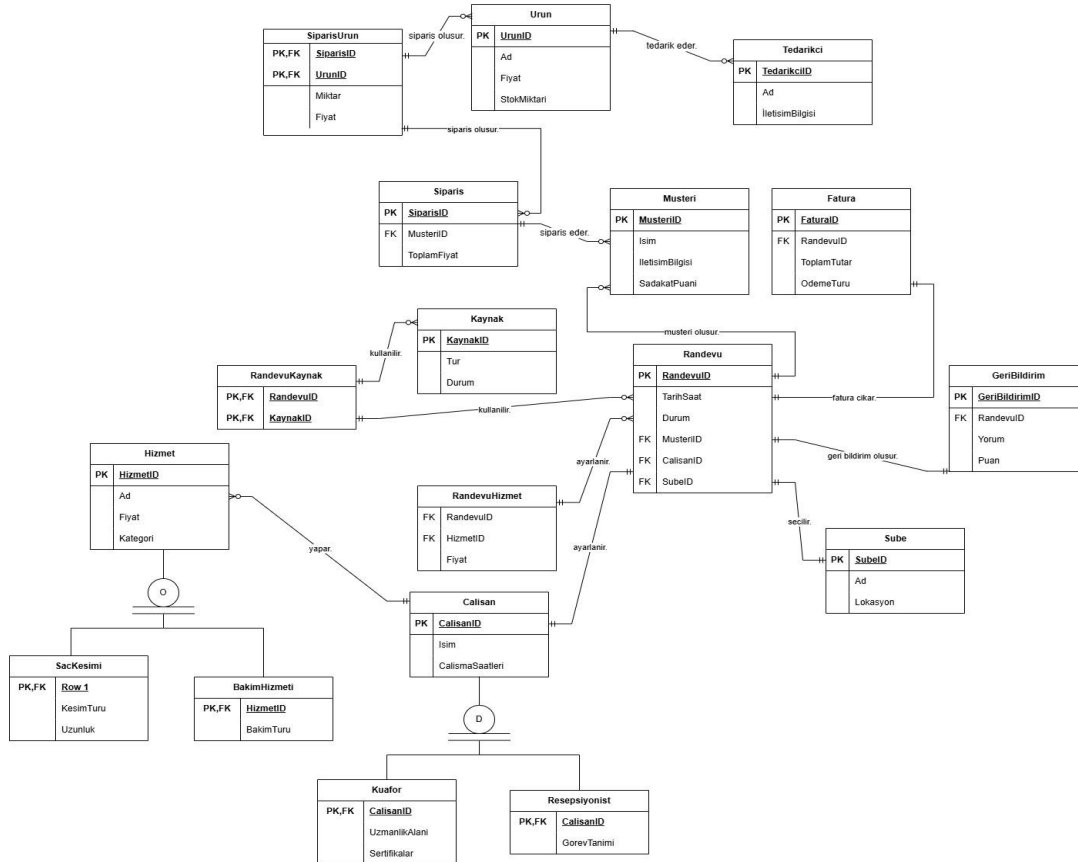 Urun
PK UrunID
Ad
Fiyat
StokMiktari
SiparisUrun
PK,FK SiparisID
PK,FK UrunID
Miktar
Fiyat
siparis olusur.
tedarik eder.
Tedarikci
PK TedarikciID
Ad
İletisimBilgisi
siparis olusur.
Siparis
PK SiparisID
FK MusteriID
ToplamFiyat
siparis eder.
Musteri
PK MusteriID
Isim
IletisimBilgisi
SadakatPuani
Fatura
PK FaturaID
FK RandevuID
ToplamTutar
OdemeTuru
musteri olusur.
Kaynak
PK KaynakID
Tur
Durum
kullanilir.
RandevuKaynak
PK,FK RandevuID
PK,FK KaynakID
kullanilir.
Randevu
PK RandevuID
TarihSaat
Durum
FK MusteriID
FK CalisanID
FK SubeID
fatura cikar.
GeriBildirim
PK GeriBildirimID
FK RandevuID
Yorum
Puan
geri bildirim olusur.
Hizmet
PK HizmetID
Ad
Fiyat
Kategori
ayarlanir.
RandevuHizmet
FK RandevuID
FK HizmetID
Fiyat
secilir.
ayarlanir.
yapar.
Sube
PK SubeID
Ad
Lokasyon
O
Calisan
PK CalisanID
Isim
CalismaSaatleri
SacKesimi
PK,FK Row 1
KesimTuru
Uzunluk
BakimHizmeti
PK,FK HizmetID
BakimTuru
D
Kuafor
PK,FK CalisanID
UzmanlikAlani
Sertifikalar
Resepsiyonist
PK,FK CalisanID
GorevTanimi